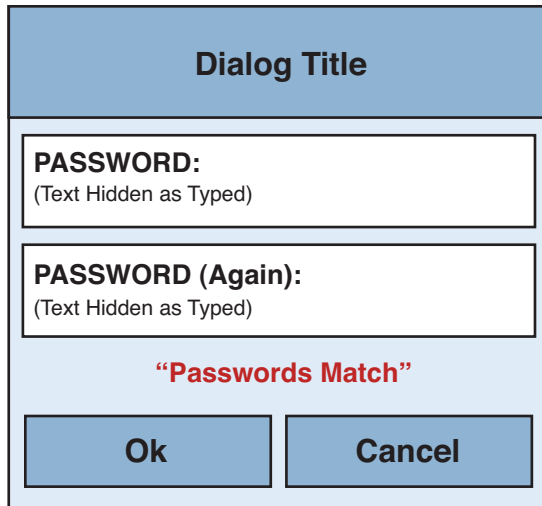 Dialog Title
PASSWORD:
(Text Hidden as Typed)
PASSWORD (Again):
(Text Hidden as Typed)
“Passwords Match”
Ok
Cancel